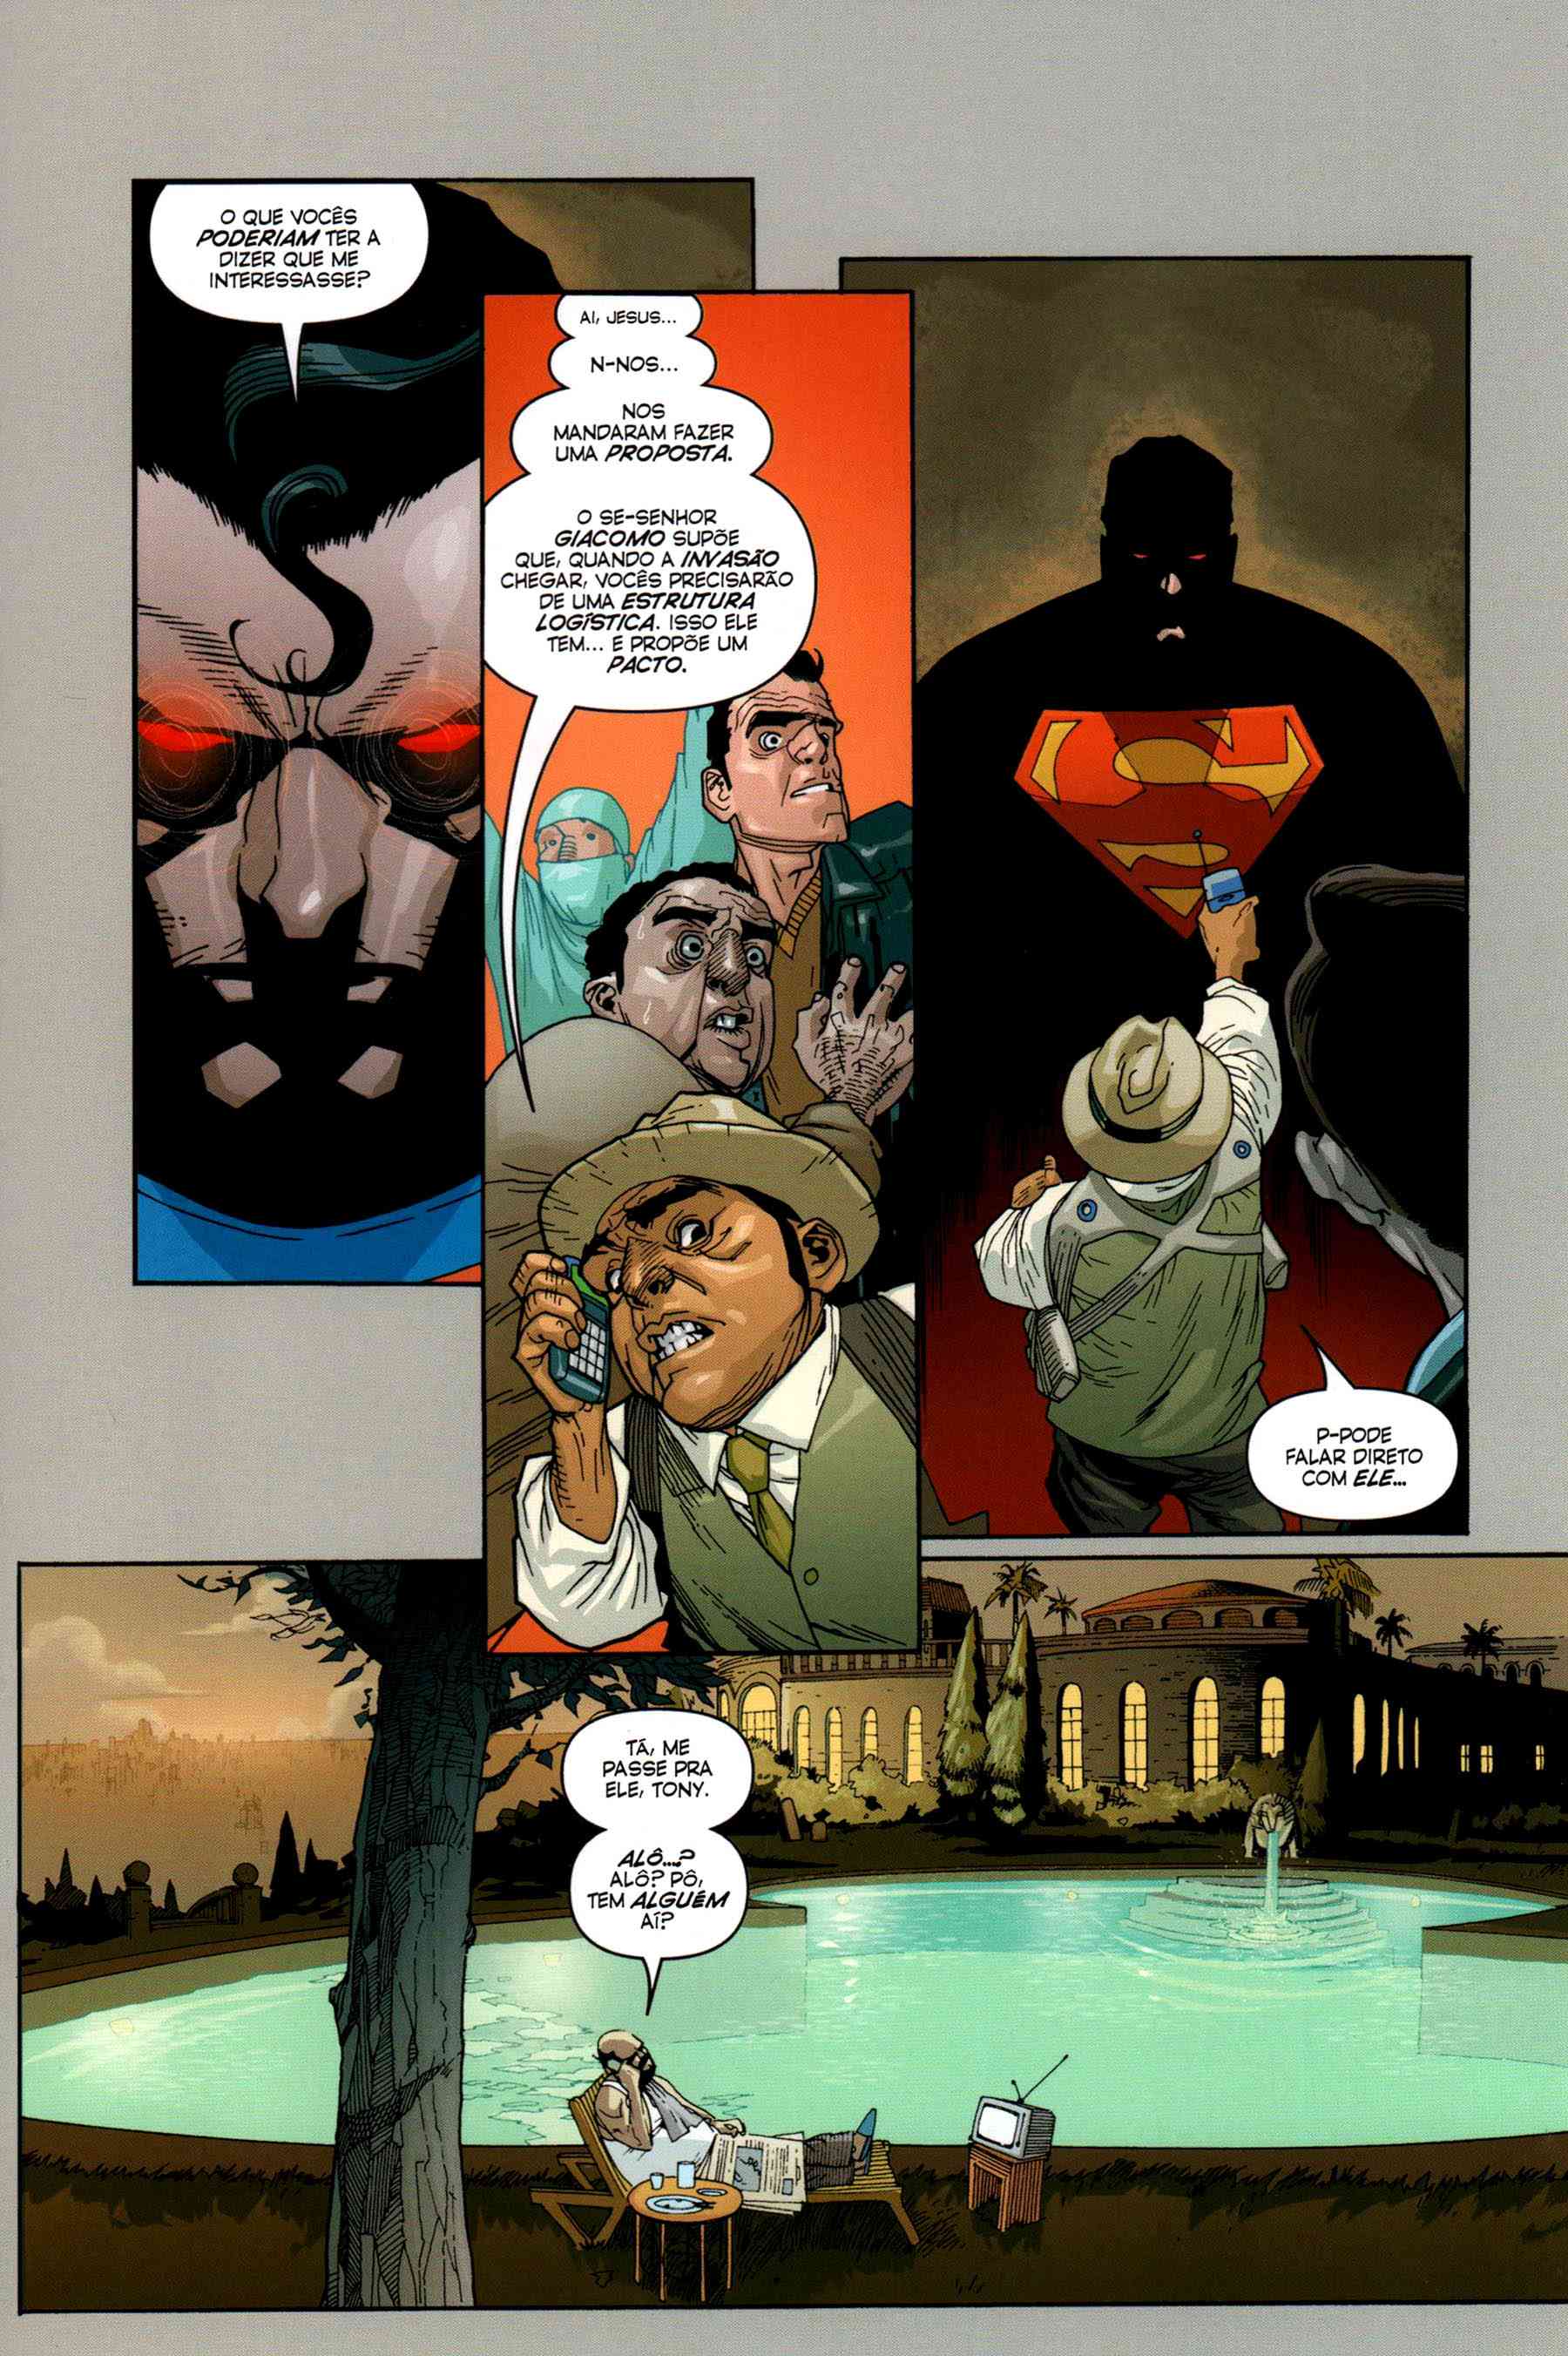 O QUE VOCÊS
PODERIAM TER A
DIZER QUE ME
INTERESSASSE?
AI, JESUS...
N-NOS...
NOS
MANDARAM FAZER
UMA PROPOSTA.
O SE-SENHOR
GIACOMO SUPÕE
QUE, QUANDO A INVASÃO
CHEGAR, VOCÊS PRECISARÃO
DE UMA ESTRUTURA
LOGÍSTICA. ISSO ELE
TEM... E PROPÕE UM
PACTO.
P-PODE
FALAR DIRETO
COM ELE...
TÁ, ME
PASSE PRA
ELE, TONY.
ALÔ...?
ALÔ? PÔ,
TEM ALGUÉM
AÍ?